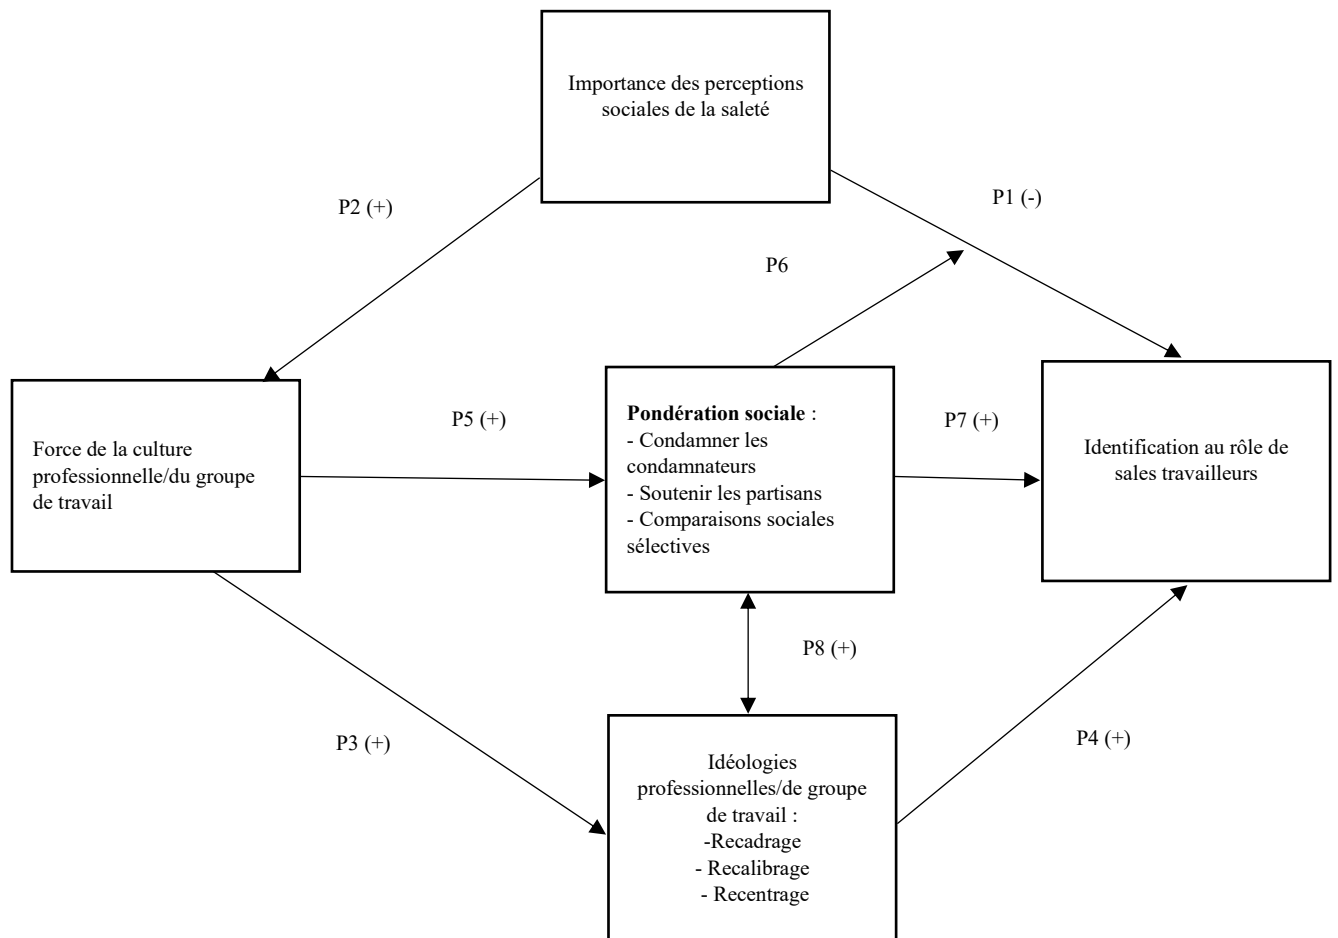 Importance des perceptions
sociales de la saleté
P1 (-)
P2 (+)
P6
Force de la culture
professionnelle/du groupe
de travail
P5 (+)
Pondération sociale :
- Condamner les
condamnateurs
- Soutenir les partisans
- Comparaisons sociales
sélectives
P7 (+)
Identification au rôle de
sales travailleurs
P8 (+)
P3 (+)
P4 (+)
Idéologies
professionnelles/de groupe
de travail :
-Recadrage
- Recalibrage
- Recentrage